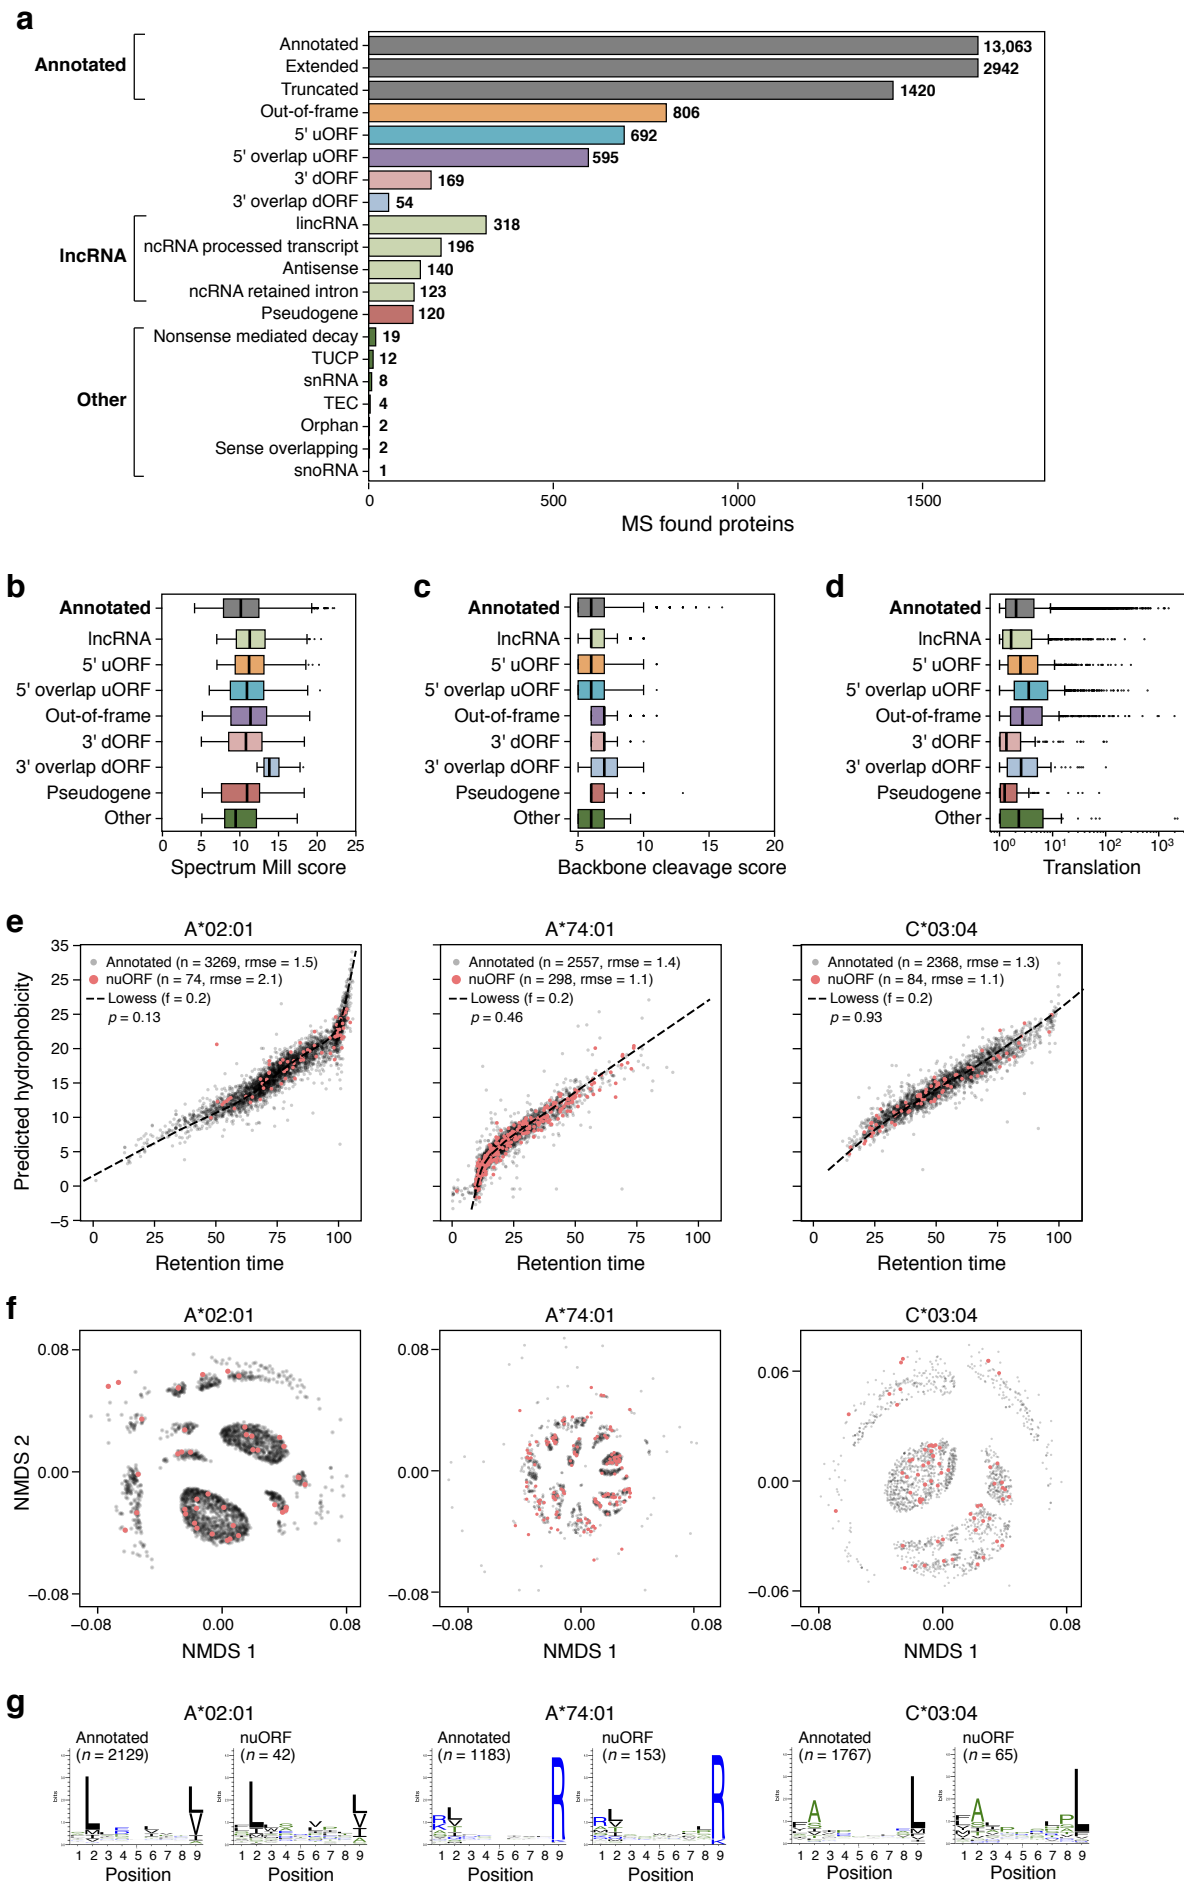 a
Annotated
Annotated 13,063
Extended 2942
Truncated 1420
Out-of-frame 806
5' uORF 692
5' overlap uORF 595
3' dORF 169
3' overlap dORF 54
lncRNA
lincRNA 318
ncRNA processed transcript 196
Antisense 140
ncRNA retained intron 123
Pseudogene 120
Other
Nonsense mediated decay 19
TUCP 12
snRNA 8
TEC 4
Orphan 2
Sense overlapping 2
snoRNA 1
0 500 1000 1500
MS found proteins
b
Annotated
lncRNA
5' uORF
5' overlap uORF
Out-of-frame
3' dORF
3' overlap dORF
Pseudogene
Other
0 5 10 15 20 25
Spectrum Mill score
c
Annotated
lncRNA
5' uORF
5' overlap uORF
Out-of-frame
3' dORF
3' overlap dORF
Pseudogene
Other
5 10 15 20
Backbone cleavage score
d
Annotated
lncRNA
5' uORF
5' overlap uORF
Out-of-frame
3' dORF
3' overlap dORF
Pseudogene
Other
10⁰ 10¹ 10² 10³
Translation
e
A*02:01
Predicted hydrophobicity
35
25
25
20
15
10
5
0
−5
Annotated (n = 3269, rmse = 1.5)
nuORF (n = 74, rmse = 2.1)
Lowess (f = 0.2)
p = 0.13
0 25 50 75 100
Retention time
A*74:01
Annotated (n = 2557, rmse = 1.4)
nuORF (n = 298, rmse = 1.1)
Lowess (f = 0.2)
p = 0.46
0 25 50 75 100
Retention time
C*03:04
Annotated (n = 2368, rmse = 1.3)
nuORF (n = 84, rmse = 1.1)
Lowess (f = 0.2)
p = 0.93
0 25 50 75 100
Retention time
f
A*02:01
NMDS 2
0.08
0.00
−0.08
−0.08 0.00 0.08
NMDS 1
A*74:01
0.08
0.00
−0.08
−0.08 0.00 0.08
NMDS 1
C*03:04
0.06
0.00
−0.06
−0.08 0.00 0.08
NMDS 1
g
A*02:01
Annotated
(n = 2129)
bits
1 2 3 4 5 6 7 8 9
nuORF
(n = 42)
bits
1 2 3 4 5 6 7 8 9
Position Position
A*74:01
Annotated
(n = 1183)
bits
1 2 3 4 5 6 7 8 9
nuORF
(n = 153)
bits
1 2 3 4 5 6 7 8 9
Position Position
C*03:04
Annotated
(n = 1767)
bits
1 2 3 4 5 6 7 8 9
nuORF
(n = 65)
bits
1 2 3 4 5 6 7 8 9
Position Position